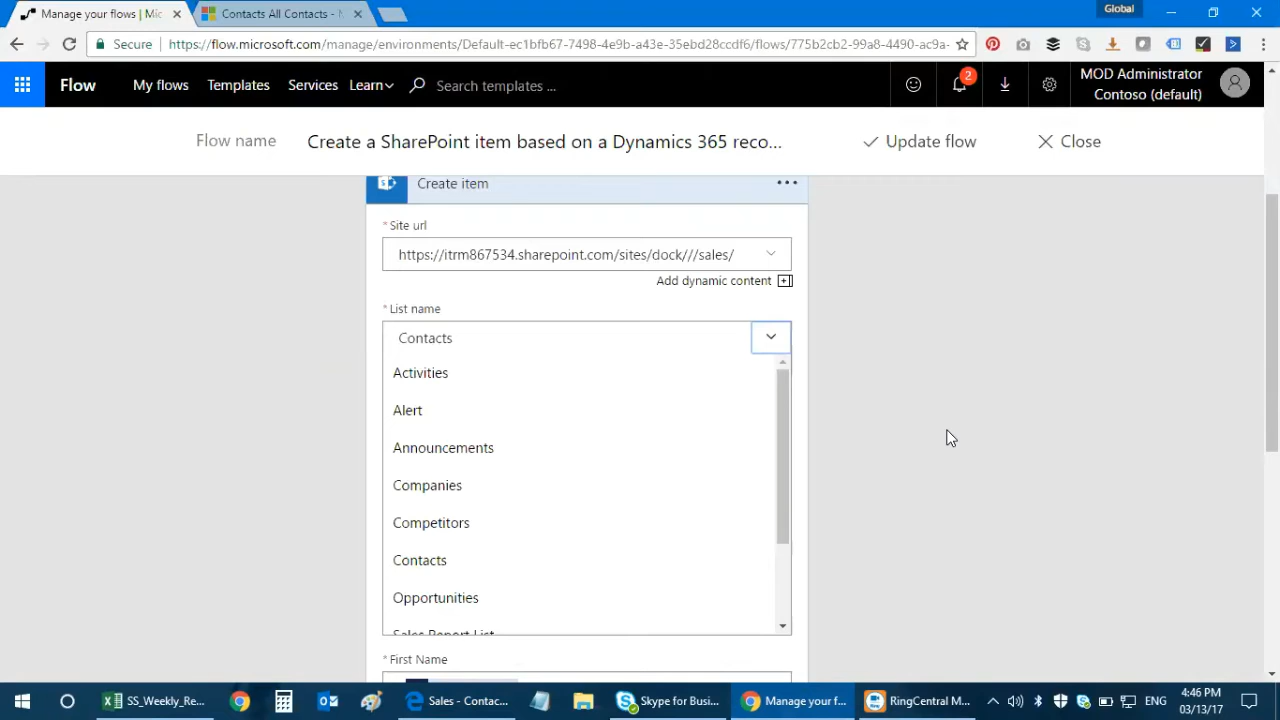 Manage your flows | Mic
Contacts All Contacts - M
Global
Secure
https://flow.microsoft.com/manage/environments/Default-ec1bfb67-7498-4e9b-a43e-35ebd28ccdf6/flows/775b2cb2-99a8-4490-ac9a-
Flow
My flows
Templates
Services
Learn
Search templates ...
2
MOD Administrator
Contoso (default)
Flow name
Create a SharePoint item based on a Dynamics 365 reco...
Update flow
Close
Create item
* Site url
https://itrm867534.sharepoint.com/sites/dock///sales/
Add dynamic content
* List name
Contacts
Activities
Alert
Announcements
Companies
Competitors
Contacts
Opportunities
Sales Report List
* First Name
SS_Weekly_Re...
Sales - Contac...
Skype for Busi...
Manage your f...
RingCentral M...
ENG
4:46 PM
03/13/17